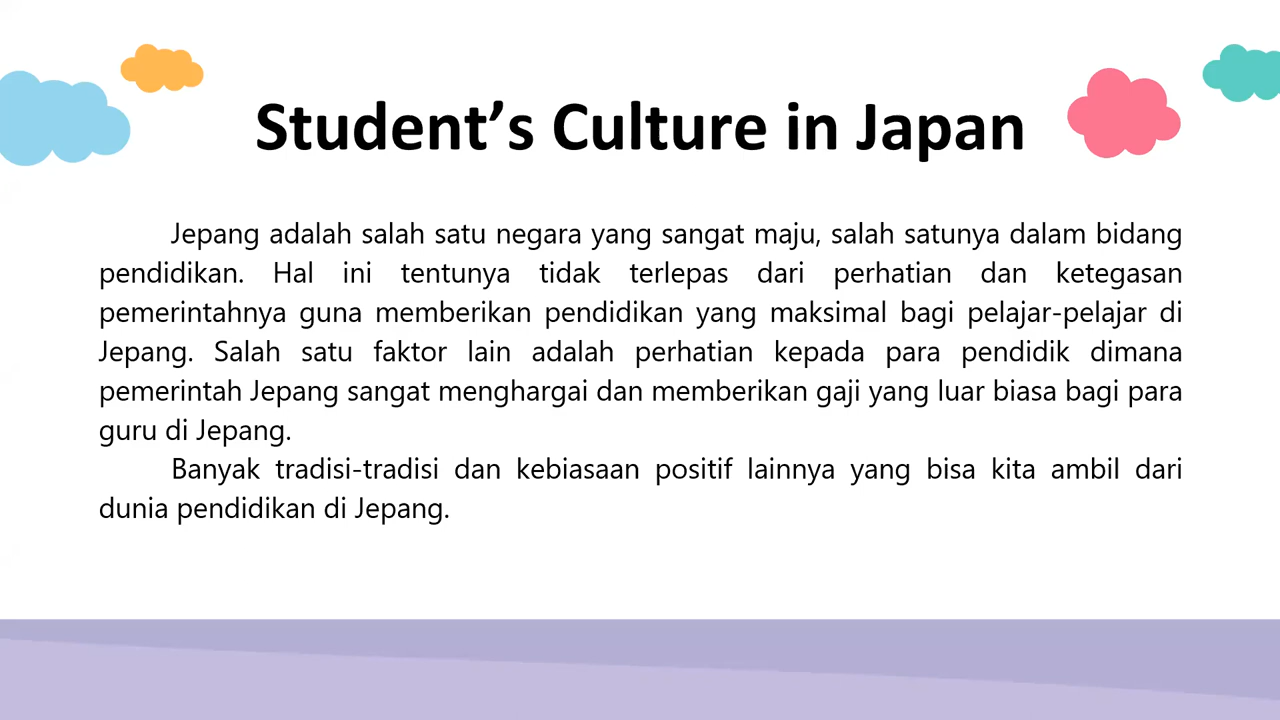 Student’s Culture in Japan
Jepang adalah salah satu negara yang sangat maju, salah satunya dalam bidang
pendidikan. Hal ini tentunya tidak terlepas dari perhatian dan ketegasan
pemerintahnya guna memberikan pendidikan yang maksimal bagi pelajar-pelajar di
Jepang. Salah satu faktor lain adalah perhatian kepada para pendidik dimana
pemerintah Jepang sangat menghargai dan memberikan gaji yang luar biasa bagi para
guru di Jepang.
Banyak tradisi-tradisi dan kebiasaan positif lainnya yang bisa kita ambil dari
dunia pendidikan di Jepang.